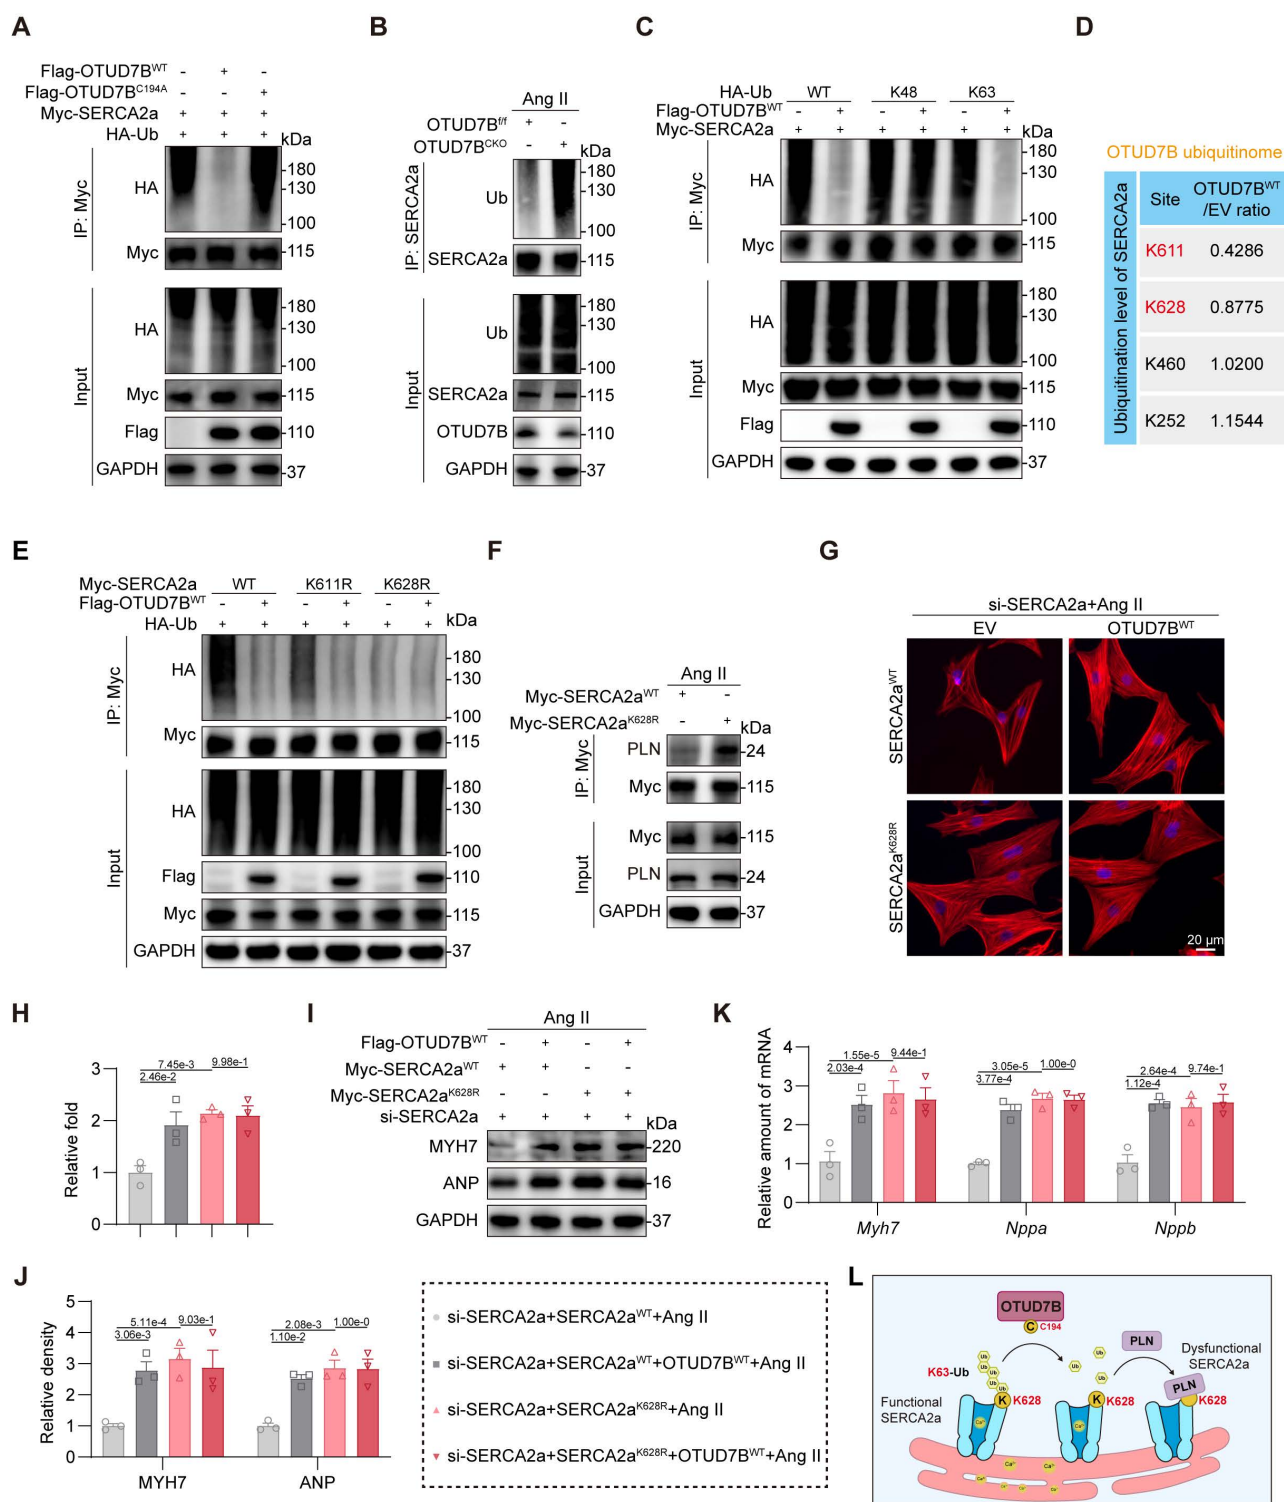 A
Flag-OTUD7B^WT - + -
Flag-OTUD7B^C194A - - +
Myc-SERCA2a + + +
HA-Ub + + + kDa
IP: Myc
HA
180
130
100
Myc 115
Input
HA
180
130
100
Myc 115
Flag 110
GAPDH 37
B
Ang II
OTUD7B^f/f + -
OTUD7B^CKO - + kDa
IP: SERCA2a
Ub
180
130
100
SERCA2a 115
Input
Ub
180
130
100
SERCA2a 115
OTUD7B 110
GAPDH 37
C
HA-Ub WT K48 K63
Flag-OTUD7B^WT - + - + - +
Myc-SERCA2a + + + + + + kDa
IP: Myc
HA
180
130
100
Myc 115
Input
HA
180
130
100
Myc 115
Flag 110
GAPDH 37
D
OTUD7B ubiquitinome
Ubiquitination level of SERCA2a
Site OTUD7B^WT /EV ratio
K611 0.4286
K628 0.8775
K460 1.0200
K252 1.1544
E
Myc-SERCA2a WT K611R K628R
Flag-OTUD7B^WT - + - + - +
HA-Ub + + + + + + kDa
IP: Myc
HA
180
130
100
Myc 115
Input
HA
180
130
100
Flag 110
Myc 115
GAPDH 37
F
Ang II
Myc-SERCA2a^WT + -
Myc-SERCA2a^K628R - + kDa
IP: Myc
PLN 24
Myc 115
Input
Myc 115
PLN 24
GAPDH 37
G
si-SERCA2a+Ang II
EV OTUD7B^WT
SERCA2a^WT
SERCA2a^K628R
20 μm
H
Relative fold
3
2
1
0
7.45e-3 9.98e-1
2.46e-2
I
Ang II
Flag-OTUD7B^WT - + - +
Myc-SERCA2a^WT + + - -
Myc-SERCA2a^K628R - - + +
si-SERCA2a + + + + kDa
MYH7 220
ANP 16
GAPDH 37
K
Relative amount of mRNA
4
3
2
1
0
1.55e-5 9.44e-1
2.03e-4
3.05e-5 1.00e-0
3.77e-4
2.64e-4 9.74e-1
1.12e-4
Myh7 Nppa Nppb
J
Relative density
5
4
3
2
1
0
5.11e-4 9.03e-1
3.06e-3
2.08e-3 1.00e-0
1.10e-2
MYH7 ANP
si-SERCA2a+SERCA2a^WT+Ang II
si-SERCA2a+SERCA2a^WT+OTUD7B^WT+Ang II
si-SERCA2a+SERCA2a^K628R+Ang II
si-SERCA2a+SERCA2a^K628R+OTUD7B^WT+Ang II
L
OTUD7B
C C194
K63-Ub
Ub
Ub
Ub
Ub
Ub
Ub
Ub
Ub
PLN
Dysfunctional
SERCA2a
PLN
Functional
SERCA2a
K K628
K K628
K628
Ca²⁺
Ca²⁺
Ca²⁺
Ca²⁺